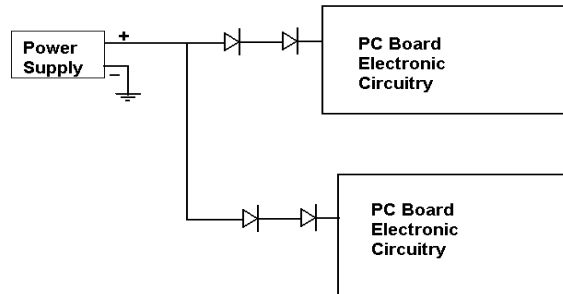 +
Power
Supply
−
PC Board
Electronic
Circuitry
PC Board
Electronic
Circuitry